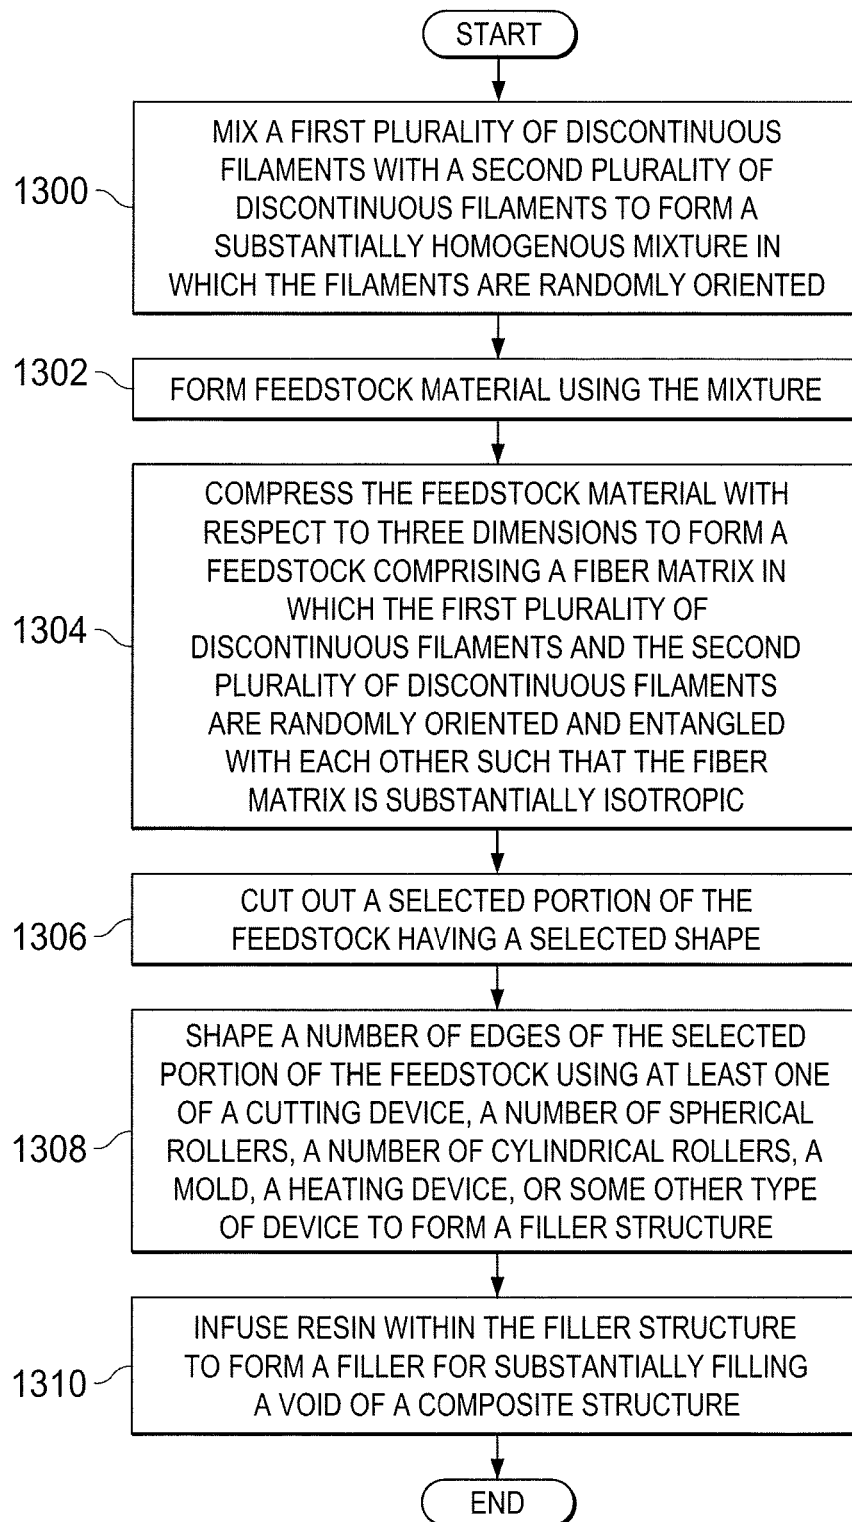 START
1300
MIX A FIRST PLURALITY OF DISCONTINUOUS
FILAMENTS WITH A SECOND PLURALITY OF
DISCONTINUOUS FILAMENTS TO FORM A
SUBSTANTIALLY HOMOGENOUS MIXTURE IN
WHICH THE FILAMENTS ARE RANDOMLY ORIENTED
1302
FORM FEEDSTOCK MATERIAL USING THE MIXTURE
1304
COMPRESS THE FEEDSTOCK MATERIAL WITH
RESPECT TO THREE DIMENSIONS TO FORM A
FEEDSTOCK COMPRISING A FIBER MATRIX IN
WHICH THE FIRST PLURALITY OF
DISCONTINUOUS FILAMENTS AND THE SECOND
PLURALITY OF DISCONTINUOUS FILAMENTS
ARE RANDOMLY ORIENTED AND ENTANGLED
WITH EACH OTHER SUCH THAT THE FIBER
MATRIX IS SUBSTANTIALLY ISOTROPIC
1306
CUT OUT A SELECTED PORTION OF THE
FEEDSTOCK HAVING A SELECTED SHAPE
1308
SHAPE A NUMBER OF EDGES OF THE SELECTED
PORTION OF THE FEEDSTOCK USING AT LEAST ONE
OF A CUTTING DEVICE, A NUMBER OF SPHERICAL
ROLLERS, A NUMBER OF CYLINDRICAL ROLLERS, A
MOLD, A HEATING DEVICE, OR SOME OTHER TYPE
OF DEVICE TO FORM A FILLER STRUCTURE
1310
INFUSE RESIN WITHIN THE FILLER STRUCTURE
TO FORM A FILLER FOR SUBSTANTIALLY FILLING
A VOID OF A COMPOSITE STRUCTURE
END